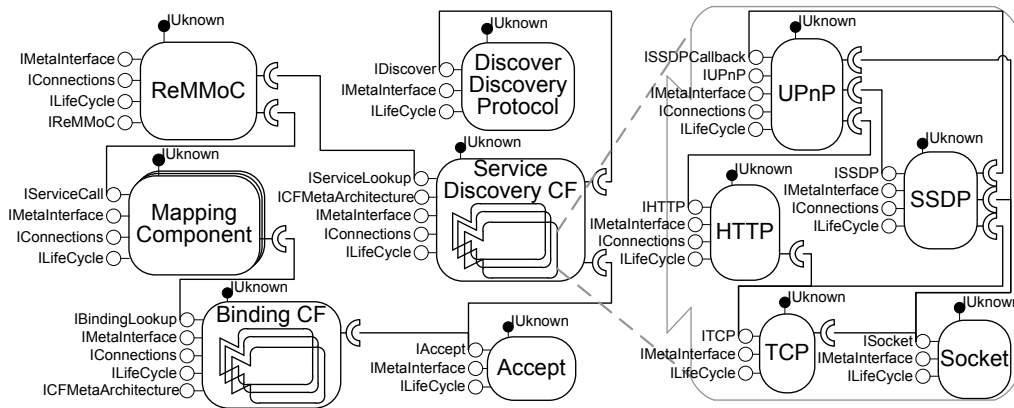 IUknown
IMetaInterface
IConnections
ILifeCycle
IReMMoC
ReMMoC
IUknown
IDiscover
IMetaInterface
ILifeCycle
Discover
Discovery
Protocol
IUknown
ISSDPCallback
IUPnP
IMetaInterface
IConnections
ILifeCycle
UPnP
IUknown
IServiceCall
IMetaInterface
IConnections
ILifeCycle
Mapping
Component
IUknown
IServiceLookup
ICFMetaArchitecture
IMetaInterface
IConnections
ILifeCycle
Service
Discovery CF
IUknown
IHTTP
IMetaInterface
IConnections
ILifeCycle
HTTP
IUknown
ISSDP
IMetaInterface
IConnections
ILifeCycle
SSDP
IUknown
IBindingLookup
IMetaInterface
IConnections
ILifeCycle
ICFMetaArchitecture
Binding CF
IUknown
IAccept
IMetaInterface
ILifeCycle
Accept
IUknown
ITCP
IMetaInterface
ILifeCycle
TCP
IUknown
ISocket
IMetaInterface
ILifeCycle
Socket